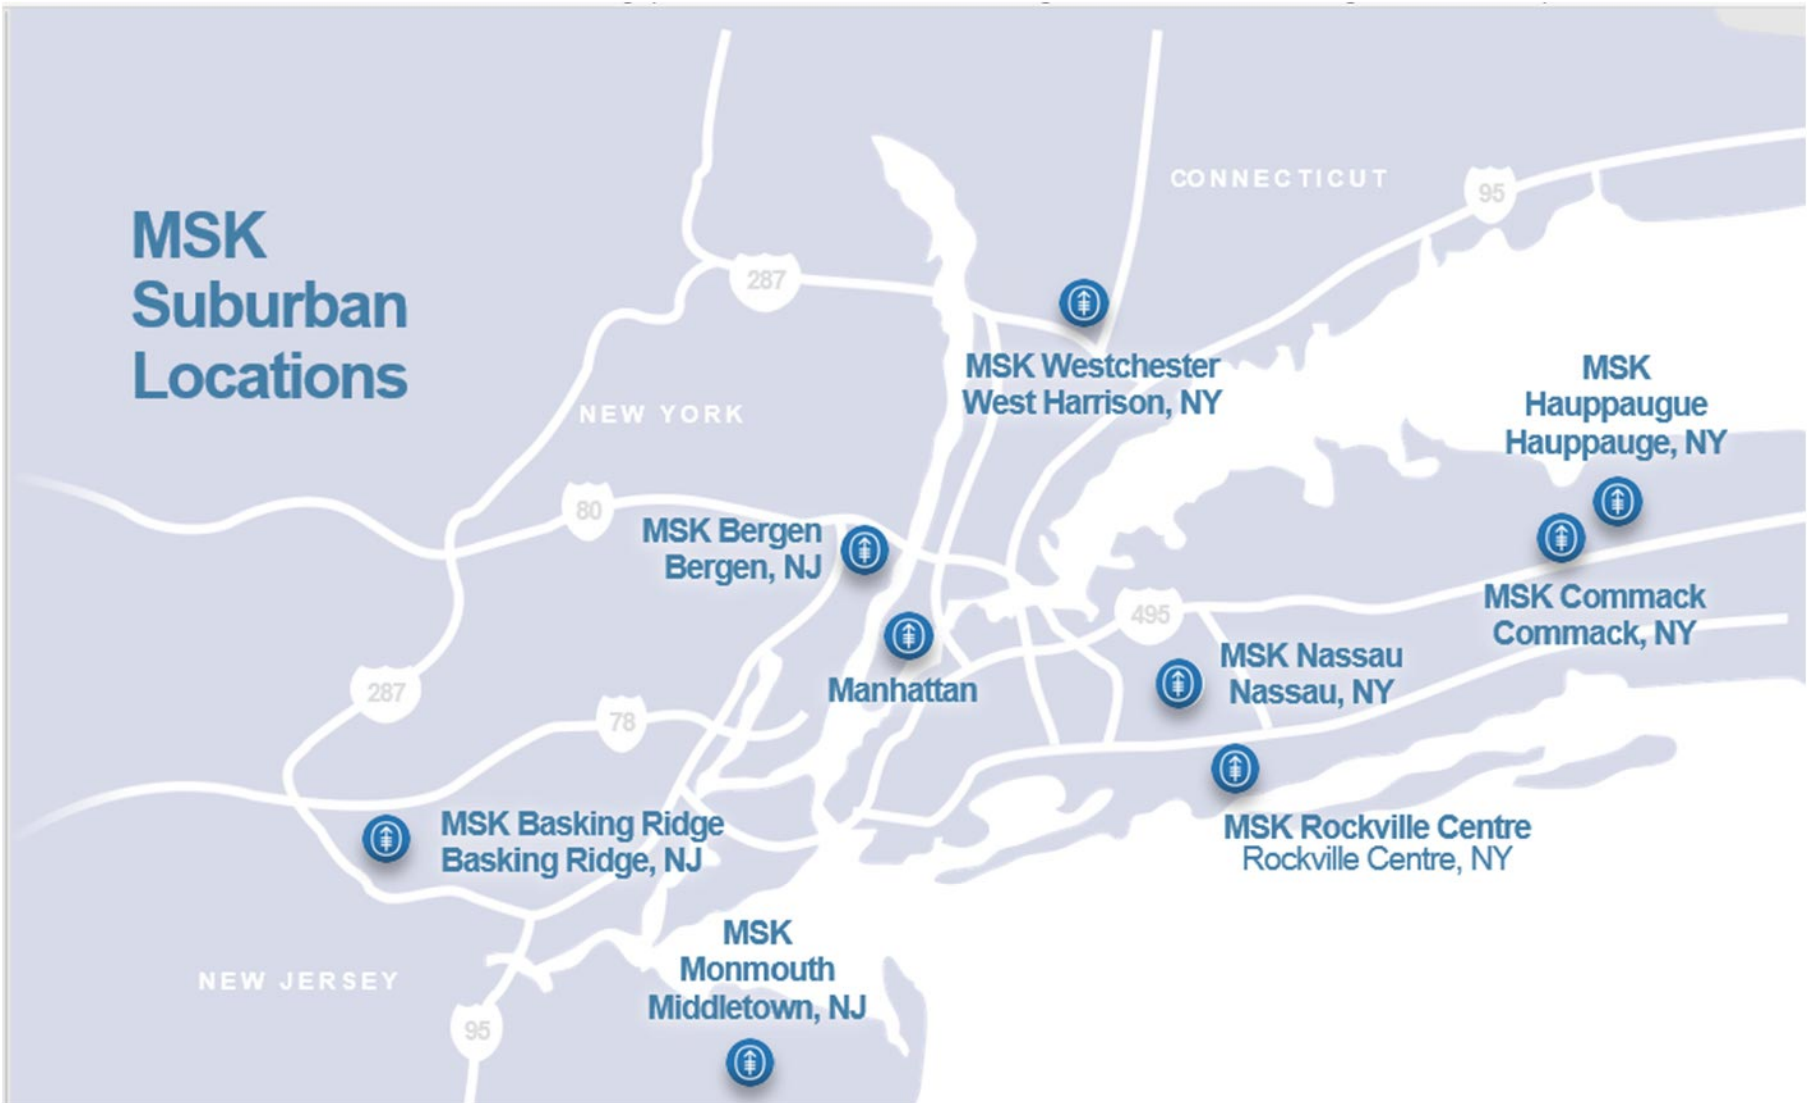 MSK
Suburban
Locations
CONNECTICUT
95
287
MSK Westchester
West Harrison, NY
MSK
Hauppaugue
Hauppauge, NY
NEW YORK
80
MSK Bergen
Bergen, NJ
MSK Commack
Commack, NY
495
Manhattan
MSK Nassau
Nassau, NY
287
78
MSK Basking Ridge
Basking Ridge, NJ
MSK Rockville Centre
Rockville Centre, NY
MSK
Monmouth
Middletown, NJ
NEW JERSEY
95